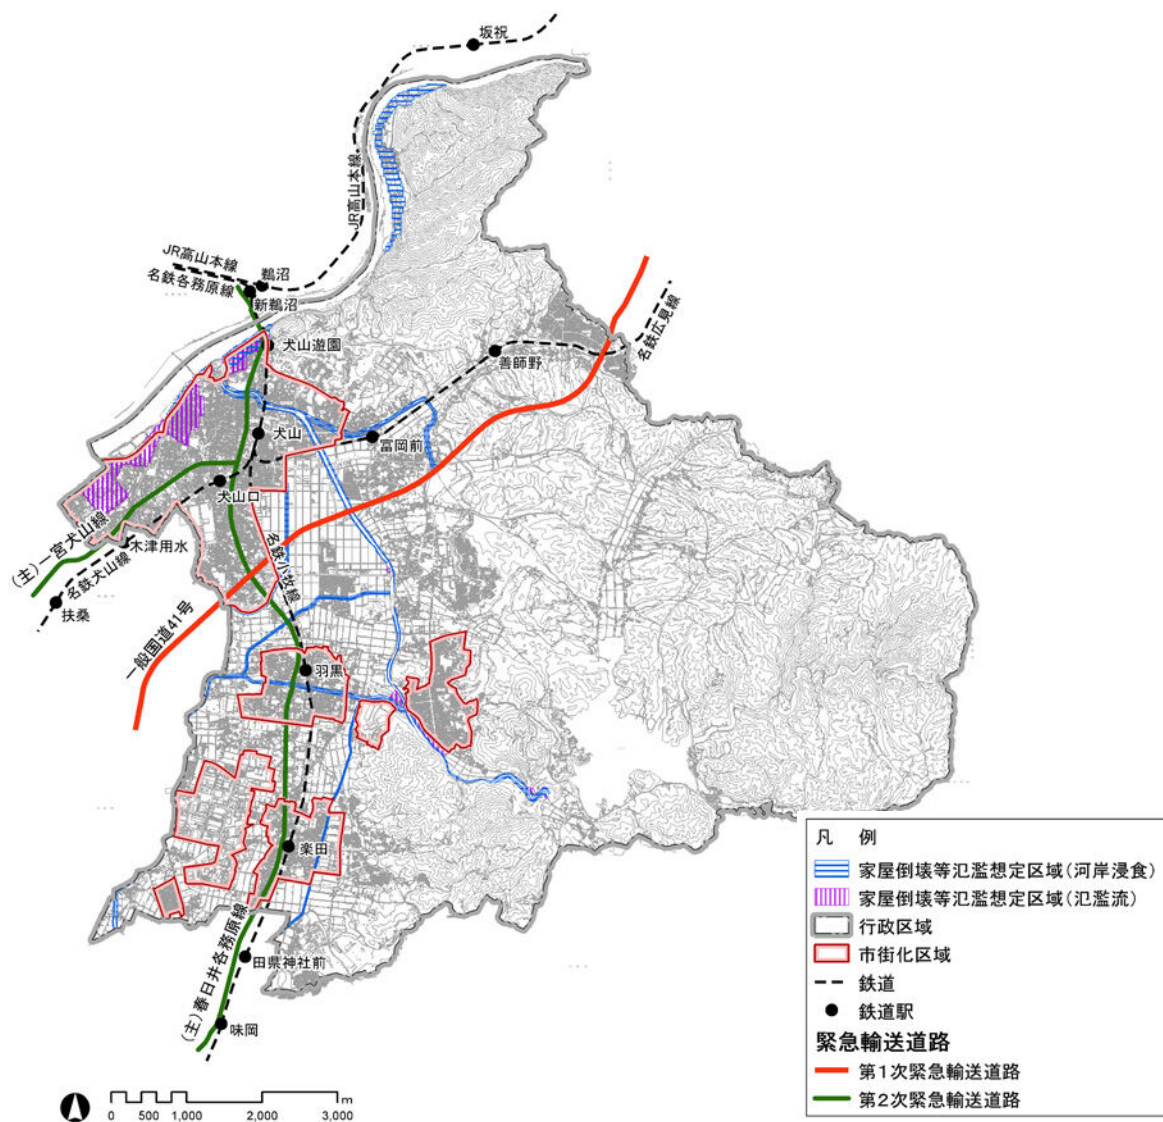 坂祝
JR高山本線
JR高山本線
名鉄各務原線
鵜沼
新鵜沼
犬山遊園
善師野
名鉄広見線
犬山
富岡前
犬山口
(主)一宮犬山線
木津用水
名鉄犬山線
扶桑
名鉄小牧線
一般国道41号
羽黒
楽田
(主)春日井各務原線
田県神社前
味岡
凡 例
家屋倒壊等氾濫想定区域(河岸浸食)
家屋倒壊等氾濫想定区域(氾濫流)
行政区域
市街化区域
鉄道
鉄道駅
緊急輸送道路
第1次緊急輸送道路
第2次緊急輸送道路
0 500 1,000 2,000 3,000 m